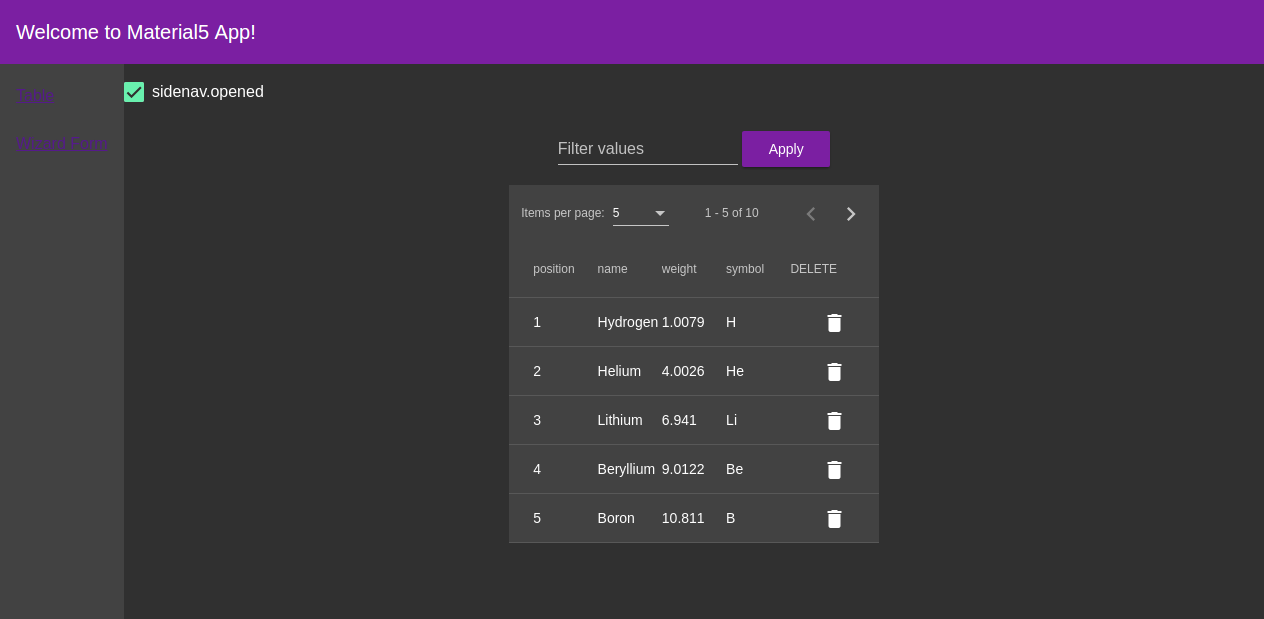 Welcome to Material5 App!
Table
Wizard Form
sidenav.opened
Filter values Apply
Items per page: 5 1 - 5 of 10
position name weight symbol DELETE
1 Hydrogen 1.0079 H
2 Helium 4.0026 He
3 Lithium 6.941 Li
4 Beryllium 9.0122 Be
5 Boron 10.811 B